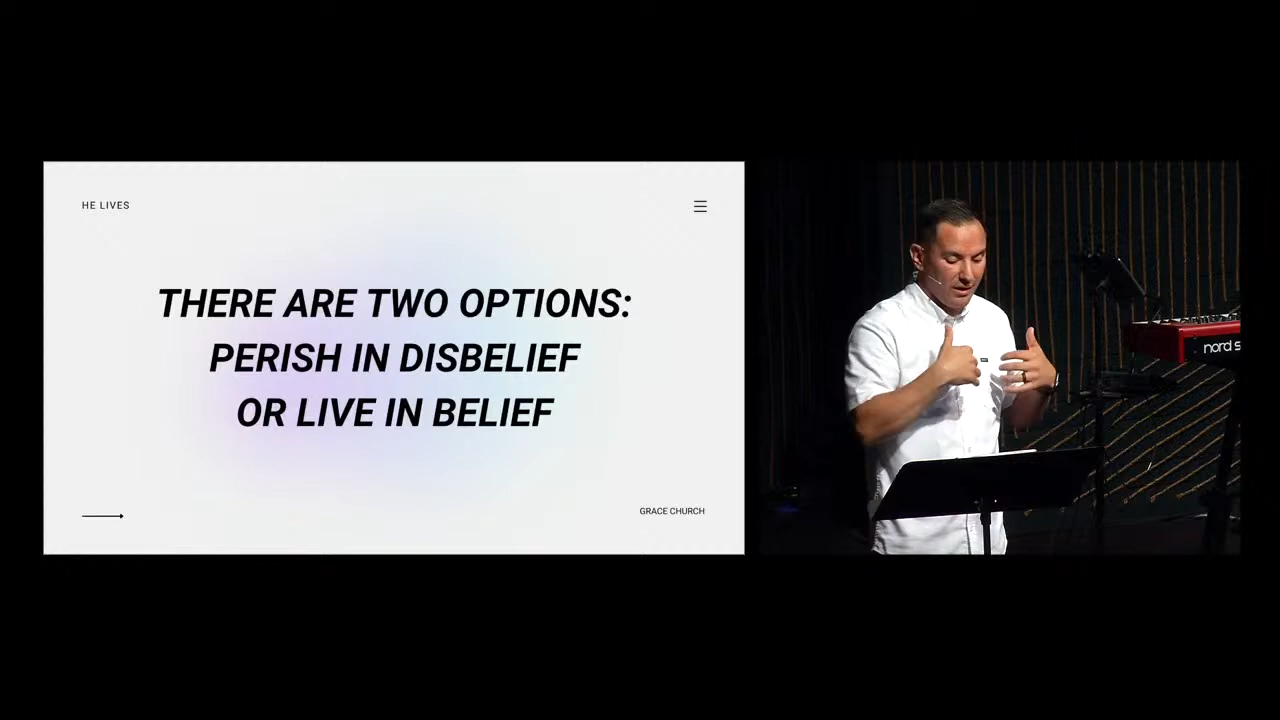 HE LIVES
THERE ARE TWO OPTIONS:
PERISH IN DISBELIEF
OR LIVE IN BELIEF
GRACE CHURCH
nord s